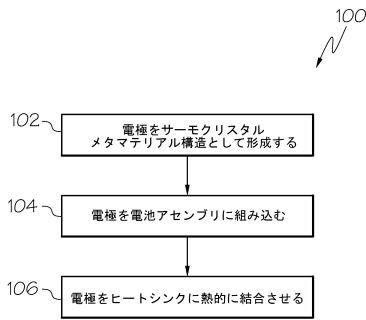 100
102
電極をサーモクリスタル
メタマテリアル構造として形成する
104
電極を電池アセンブリに組み込む
106
電極をヒートシンクに熱的に結合させる